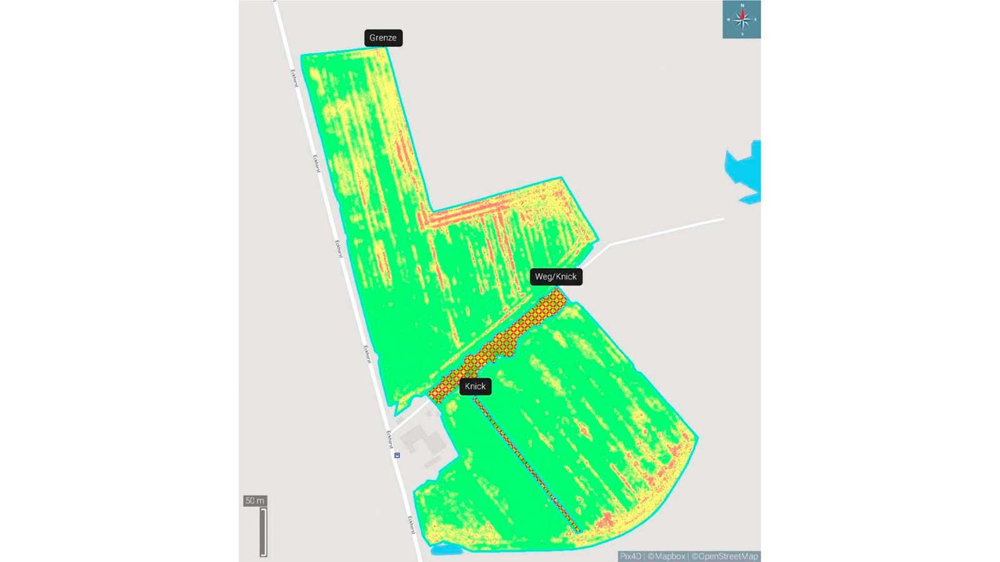 N
W
E
S
Grenze
Eckhorst
Eckhorst
Eckhorst
Weg/Knick
Eckhorst
Knick
Eckhorst
50 m
Eckhorst
Pix4D | ©Mapbox | ©OpenStreetMap